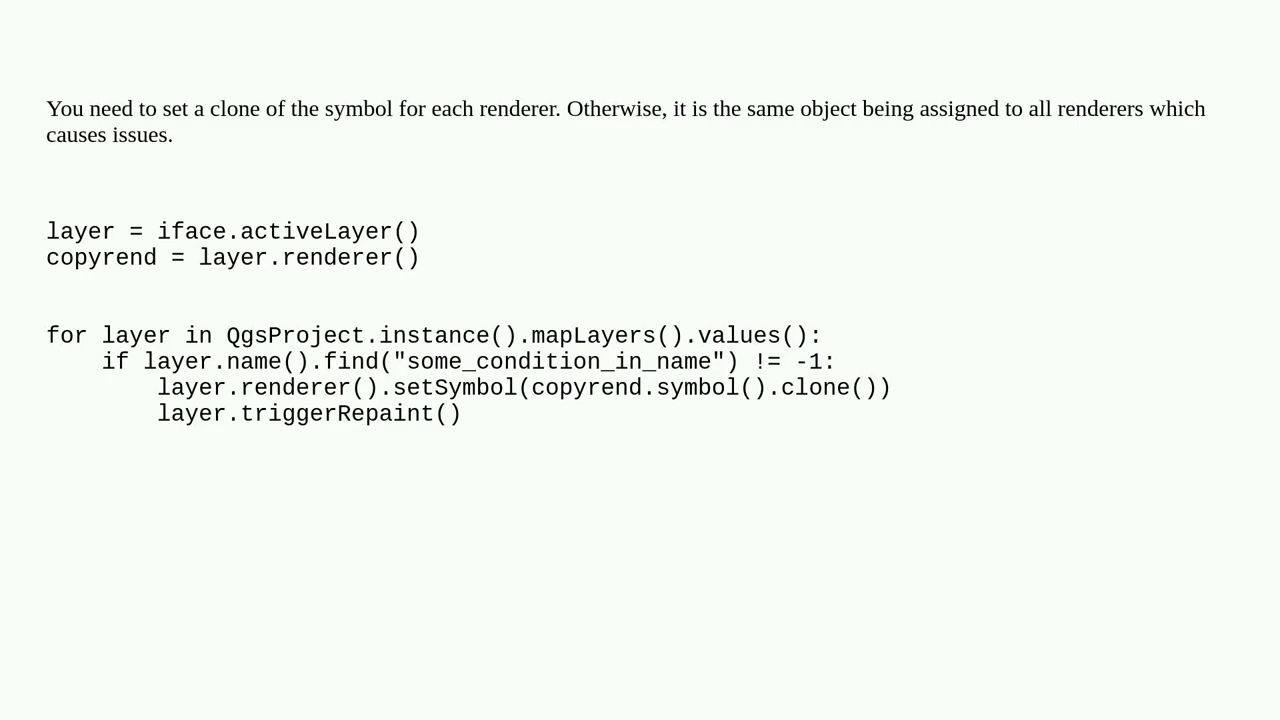 You need to set a clone of the symbol for each renderer. Otherwise, it is the same object being assigned to all renderers which
causes issues.
layer = iface.activeLayer()
copyrend = layer.renderer()
for layer in QgsProject.instance().mapLayers().values():
    if layer.name().find("some_condition_in_name") != -1:
        layer.renderer().setSymbol(copyrend.symbol().clone())
        layer.triggerRepaint()